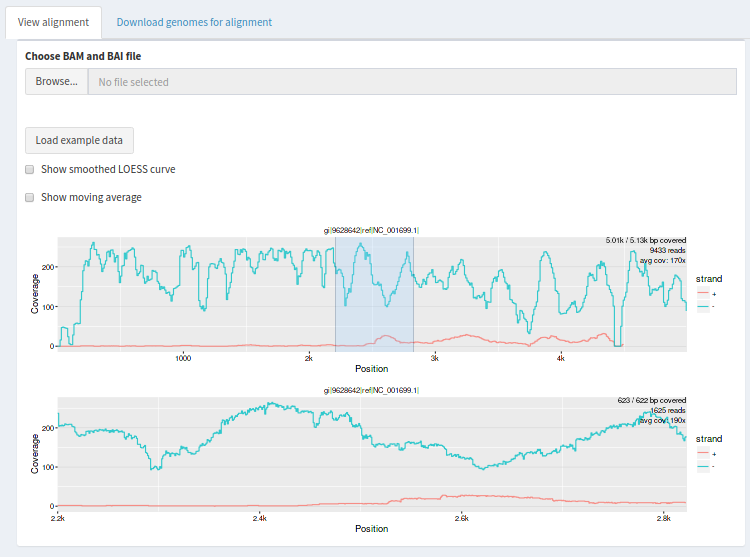 View alignment
Download genomes for alignment
Choose BAM and BAI file
Browse...
No file selected
Load example data
Show smoothed LOESS curve
Show moving average
gi|9628642|ref|NC_001699.1|
5.01k / 5.13k bp covered
9433 reads
avg cov: 170x
Coverage
200
100
0
1000
2k
3k
4k
Position
strand
+
-
gi|9628642|ref|NC_001699.1|
623 / 622 bp covered
1625 reads
avg cov: 190x
Coverage
200
100
0
2.2k
2.4k
2.6k
2.8k
Position
strand
+
-